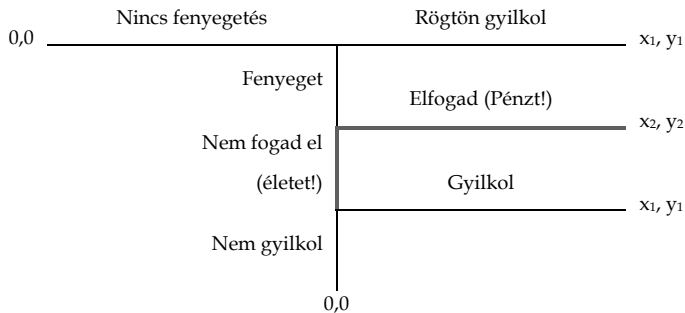 Nincs fenyegetés Rögtön gyilkol
0,0 x₁, y₁
Fenyeget
Elfogad (Pénzt!)
x₂, y₂
Nem fogad el
(életet!) Gyilkol
x₁, y₁
Nem gyilkol
0,0